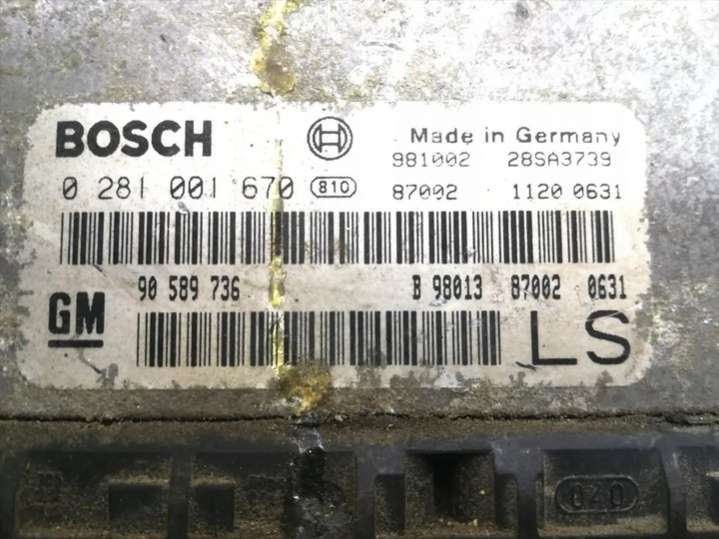 BOSCH Made in Germany
981002 28SA3739
0 281 001 670 810 87002 1120 0631
90 589 736 B 98013 87002 0631
GM LS
040